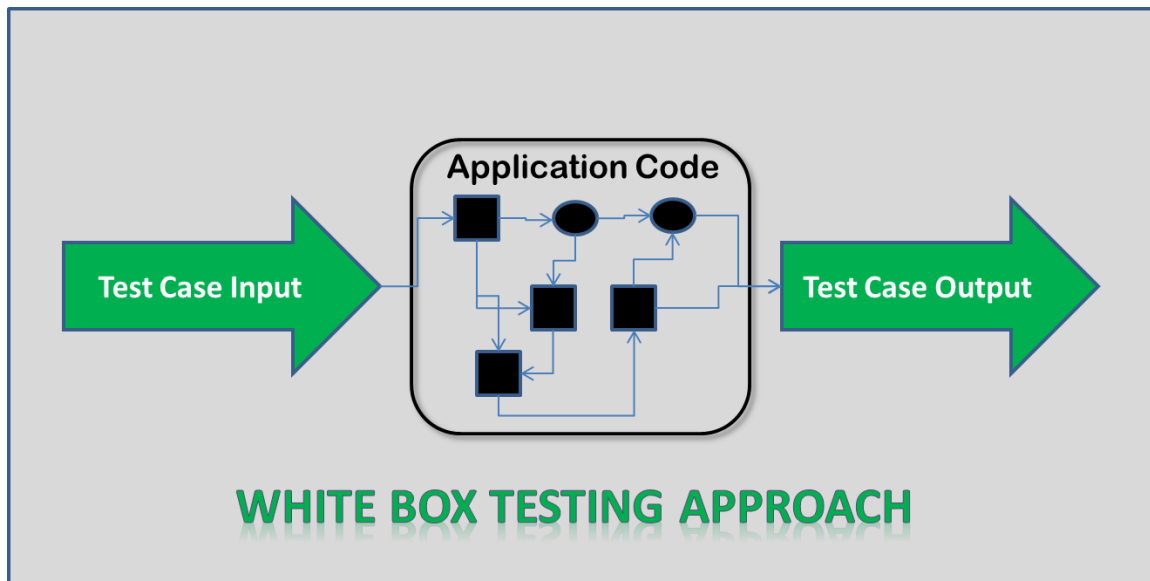 Application Code
Test Case Input
Test Case Output
WHITE BOX TESTING APPROACH